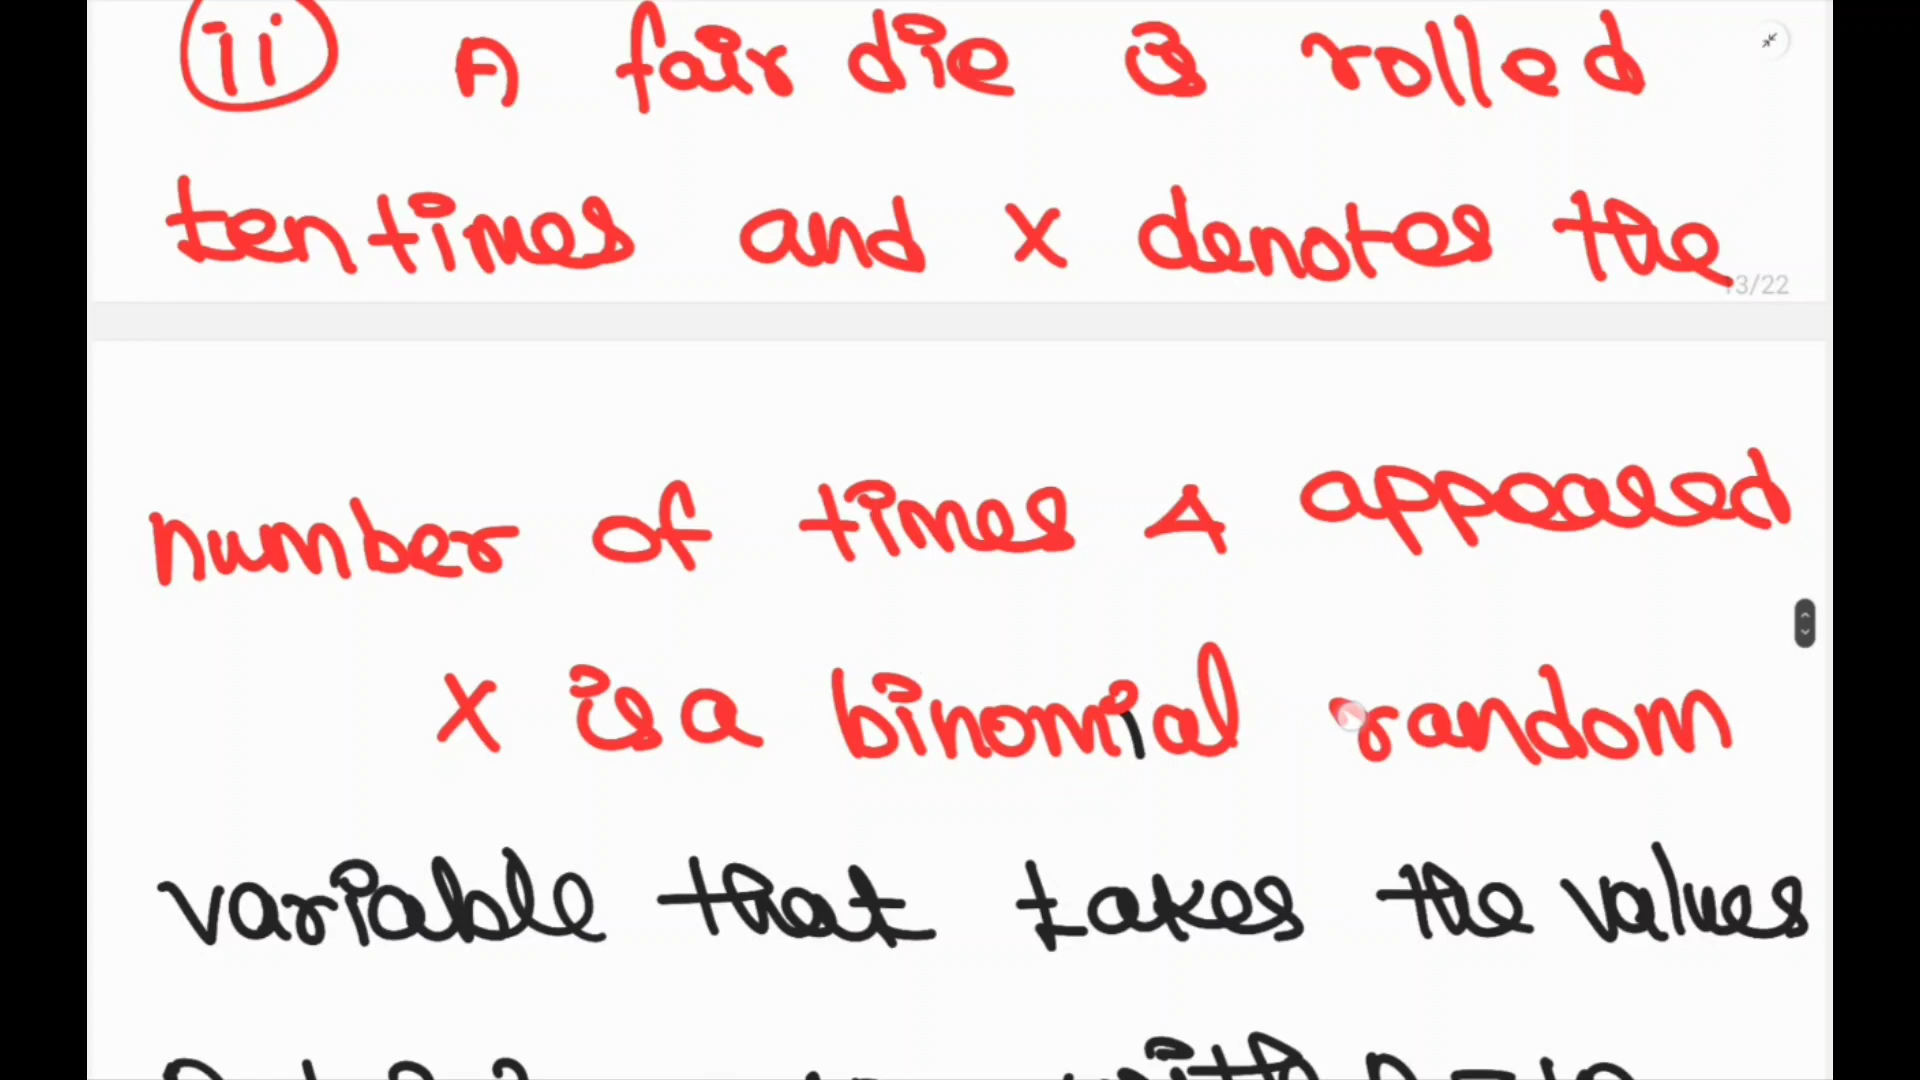 ii A fair die is rolled
ten times and X denotes the
13/22
number of times 4 appeared
X is a binomial random
variable that takes the values